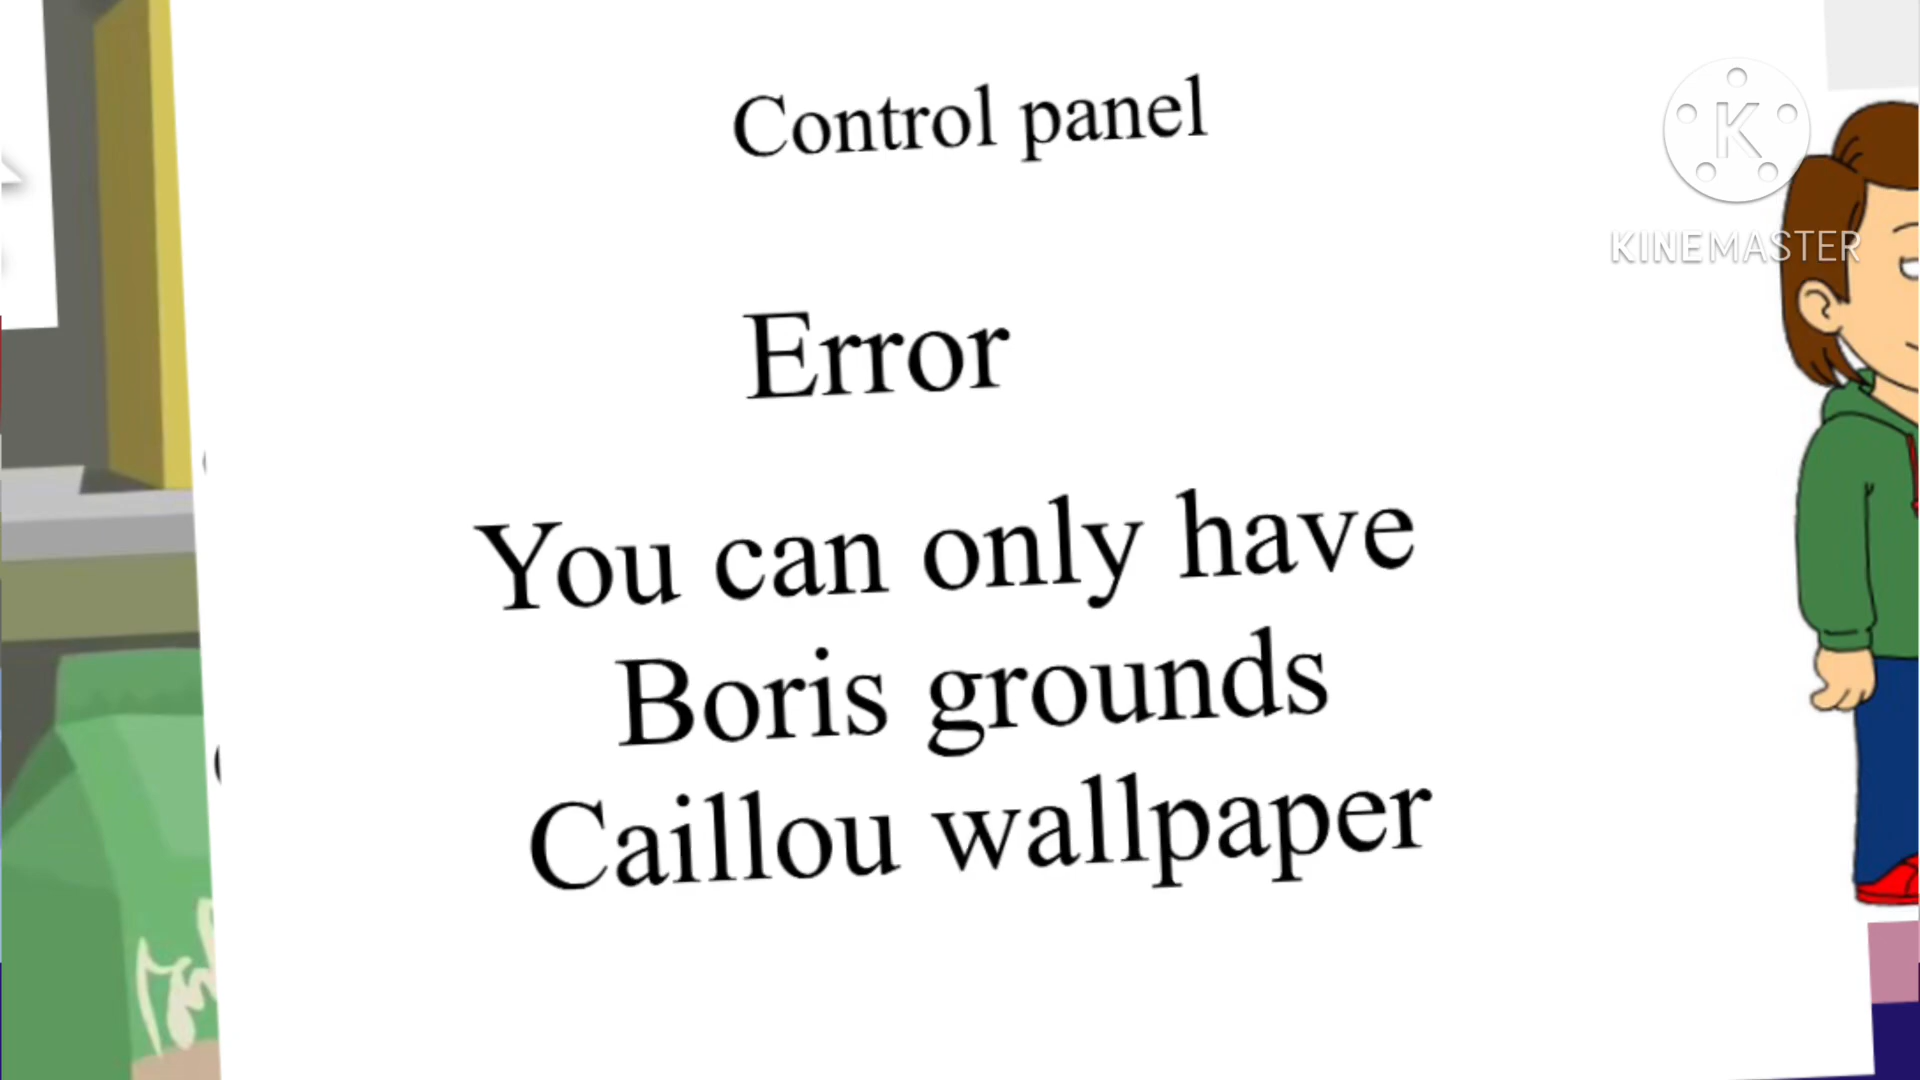 Control panel
KINEMASTER
Error
You can only have
Boris grounds
Caillou wallpaper